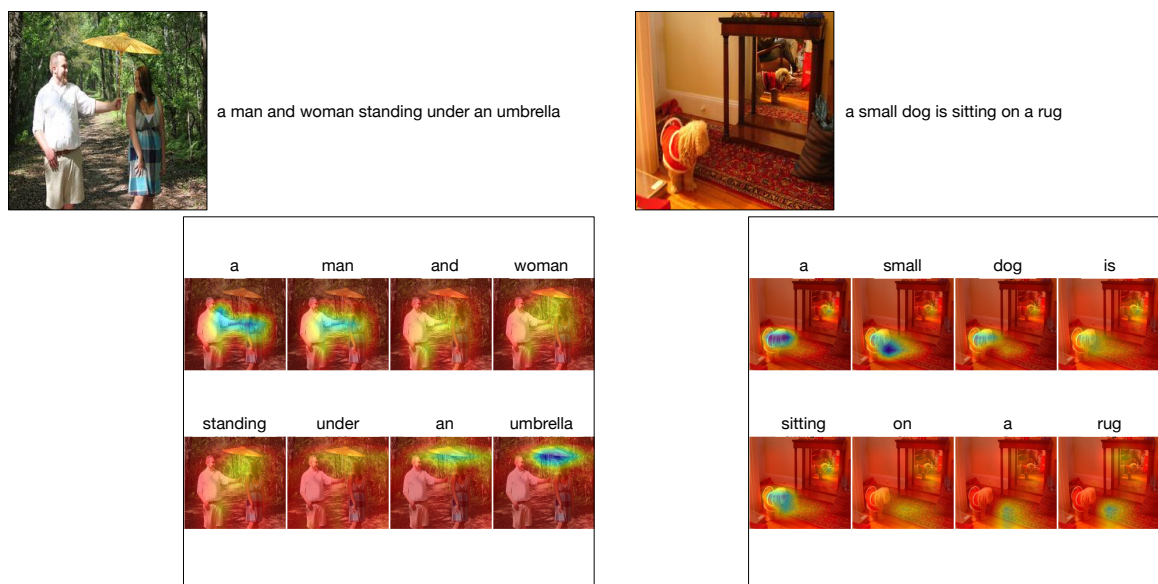 a man and woman standing under an umbrella
a man and woman
standing under an umbrella
a small dog is sitting on a rug
a small dog is
sitting on a rug